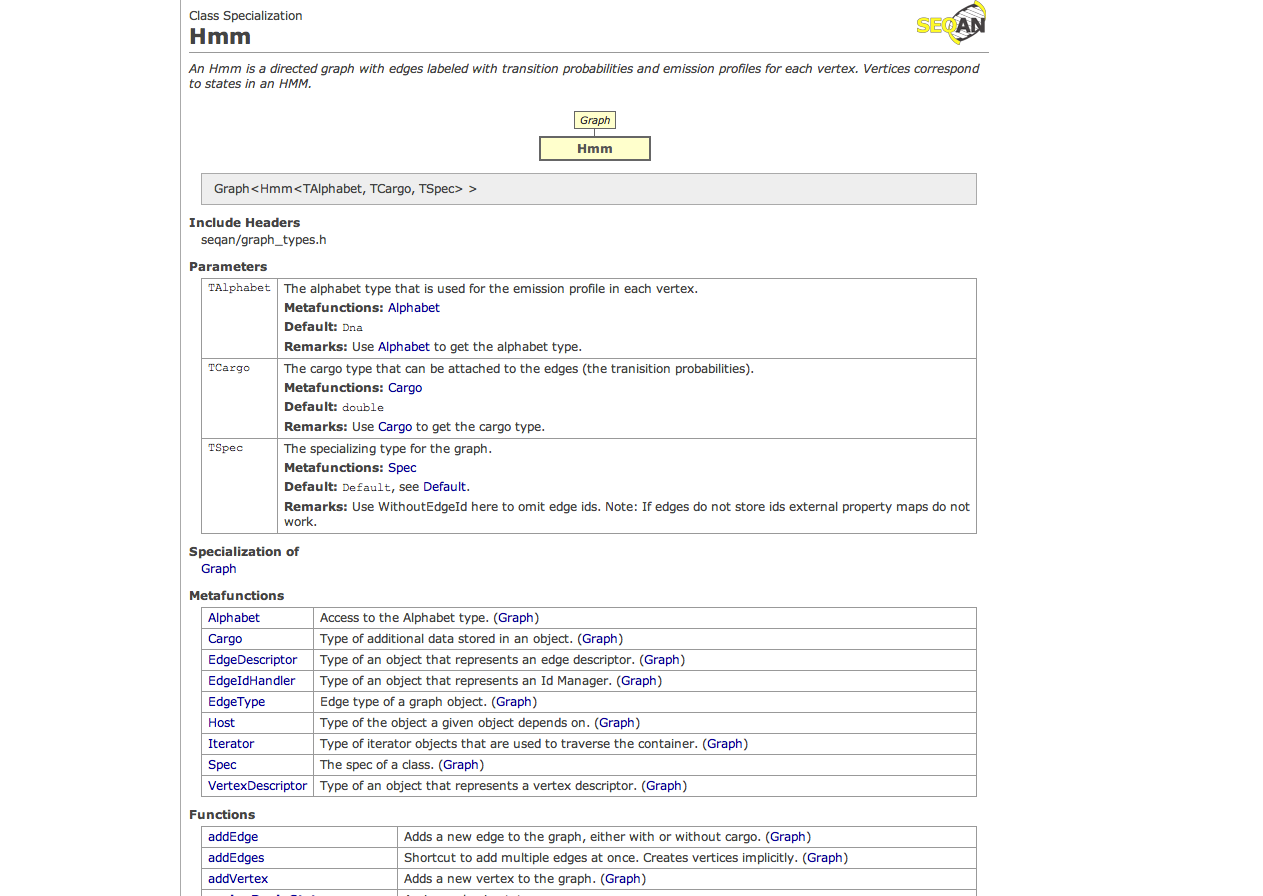 Class Specialization
Hmm
SEQAN
An Hmm is a directed graph with edges labeled with transition probabilities and emission profiles for each vertex. Vertices correspond
to states in an HMM.
Graph
Hmm
Graph<Hmm<TAlphabet, TCargo, TSpec> >
Include Headers
seqan/graph_types.h
Parameters
TAlphabet The alphabet type that is used for the emission profile in each vertex.
Metafunctions: Alphabet
Default: Dna
Remarks: Use Alphabet to get the alphabet type.
TCargo The cargo type that can be attached to the edges (the tranisition probabilities).
Metafunctions: Cargo
Default: double
Remarks: Use Cargo to get the cargo type.
TSpec The specializing type for the graph.
Metafunctions: Spec
Default: Default, see Default.
Remarks: Use WithoutEdgeId here to omit edge ids. Note: If edges do not store ids external property maps do not
work.
Specialization of
Graph
Metafunctions
Alphabet Access to the Alphabet type. (Graph)
Cargo Type of additional data stored in an object. (Graph)
EdgeDescriptor Type of an object that represents an edge descriptor. (Graph)
EdgeIdHandler Type of an object that represents an Id Manager. (Graph)
EdgeType Edge type of a graph object. (Graph)
Host Type of the object a given object depends on. (Graph)
Iterator Type of iterator objects that are used to traverse the container. (Graph)
Spec The spec of a class. (Graph)
VertexDescriptor Type of an object that represents a vertex descriptor. (Graph)
Functions
addEdge Adds a new edge to the graph, either with or without cargo. (Graph)
addEdges Shortcut to add multiple edges at once. Creates vertices implicitly. (Graph)
addVertex Adds a new vertex to the graph. (Graph)